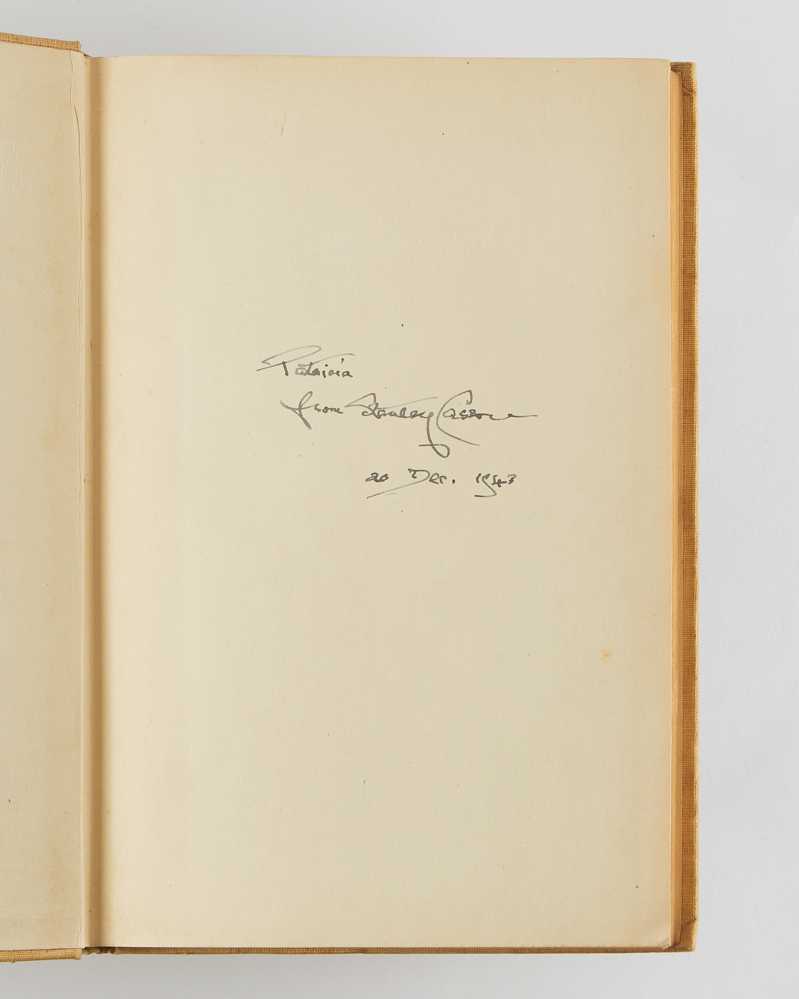 Patricia
from Stanley Casson
20 Dec. 1943